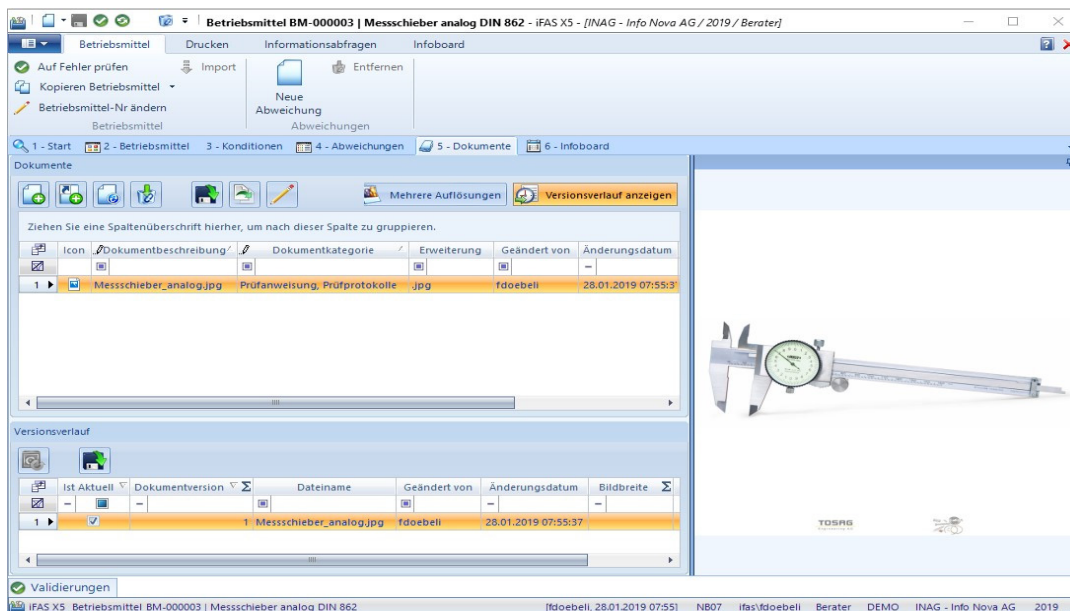 Betriebsmittel BM-000003 | Messschieber analog DIN 862 - iFAS X5 - [INAG - Info Nova AG / 2019 / Berater]
Betriebsmittel Drucken Informationsabfragen Infoboard
Auf Fehler prüfen Import Entfernen
Kopieren Betriebsmittel
Neue Abweichung
Betriebsmittel-Nr ändern
Betriebsmittel Abweichungen
1 - Start 2 - Betriebsmittel 3 - Konditionen 4 - Abweichungen 5 - Dokumente 6 - Infoboard
Dokumente
Mehrere Auflösungen Versionsverlauf anzeigen
Ziehen Sie eine Spaltenüberschrift hierher, um nach dieser Spalte zu gruppieren.
Icon Dokumentbeschreibung Dokumentkategorie Erweiterung Geändert von Änderungsdatum
1 Messschieber_analog.jpg Prüfanweisung, Prüfprotokolle .jpg fdoebeli 28.01.2019 07:55:3
Versionsverlauf
Ist Aktuell Dokumentversion Σ Dateiname Geändert von Änderungsdatum Bildbreite Σ
1 1 Messschieber_analog.jpg fdoebeli 28.01.2019 07:55:37
TOSAG
Validierungen
iFAS X5 Betriebsmittel BM-000003 | Messschieber analog DIN 862 [fdoebeli, 28.01.2019 07:55] NB07 ifas\fdoebeli Berater DEMO INAG - Info Nova AG 2019